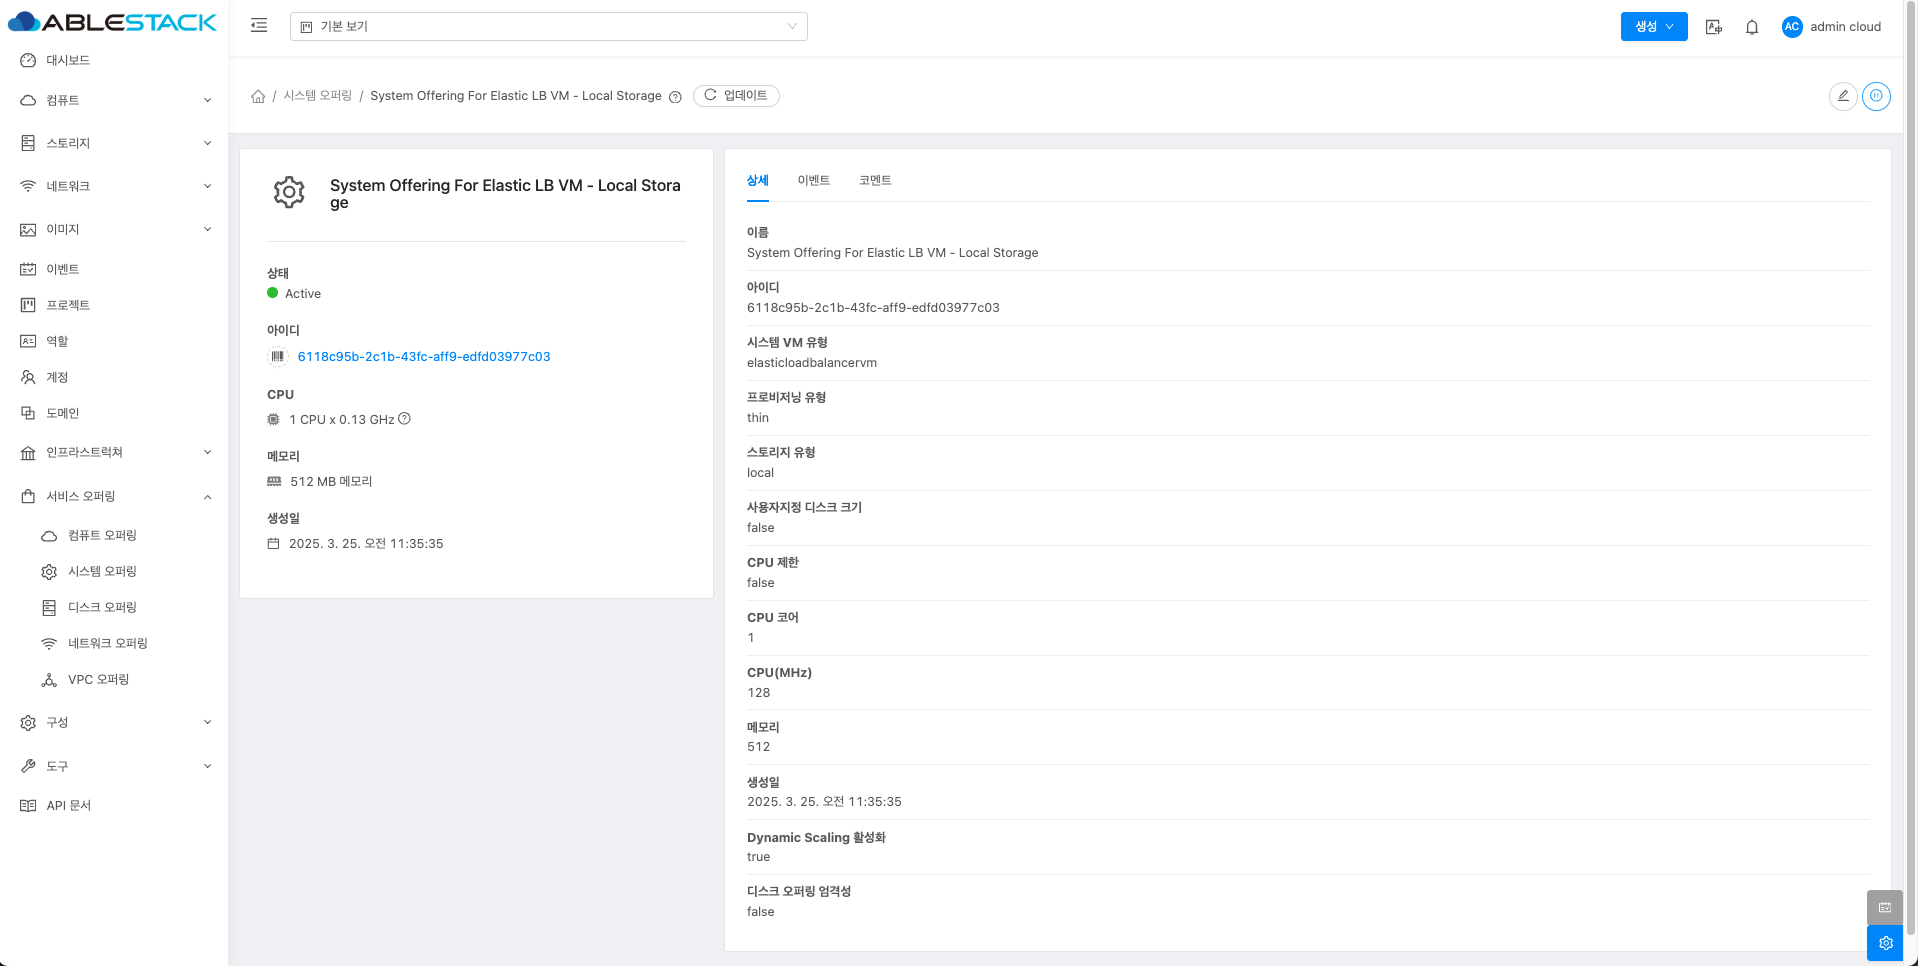 ABLESTACK
기본 보기
생성
AC
admin cloud
대시보드
컴퓨트
스토리지
네트워크
이미지
이벤트
프로젝트
역할
계정
도메인
인프라스트럭쳐
서비스 오퍼링
컴퓨트 오퍼링
시스템 오퍼링
디스크 오퍼링
네트워크 오퍼링
VPC 오퍼링
구성
도구
API 문서
/ 시스템 오퍼링 / System Offering For Elastic LB VM - Local Storage
업데이트
System Offering For Elastic LB VM - Local Stora
ge
상태
Active
아이디
6118c95b-2c1b-43fc-aff9-edfd03977c03
CPU
1 CPU x 0.13 GHz
메모리
512 MB 메모리
생성일
2025. 3. 25. 오전 11:35:35
상세
이벤트
코멘트
이름
System Offering For Elastic LB VM - Local Storage
아이디
6118c95b-2c1b-43fc-aff9-edfd03977c03
시스템 VM 유형
elasticloadbalancervm
프로비저닝 유형
thin
스토리지 유형
local
사용자지정 디스크 크기
false
CPU 제한
false
CPU 코어
1
CPU(MHz)
128
메모리
512
생성일
2025. 3. 25. 오전 11:35:35
Dynamic Scaling 활성화
true
디스크 오퍼링 엄격성
false